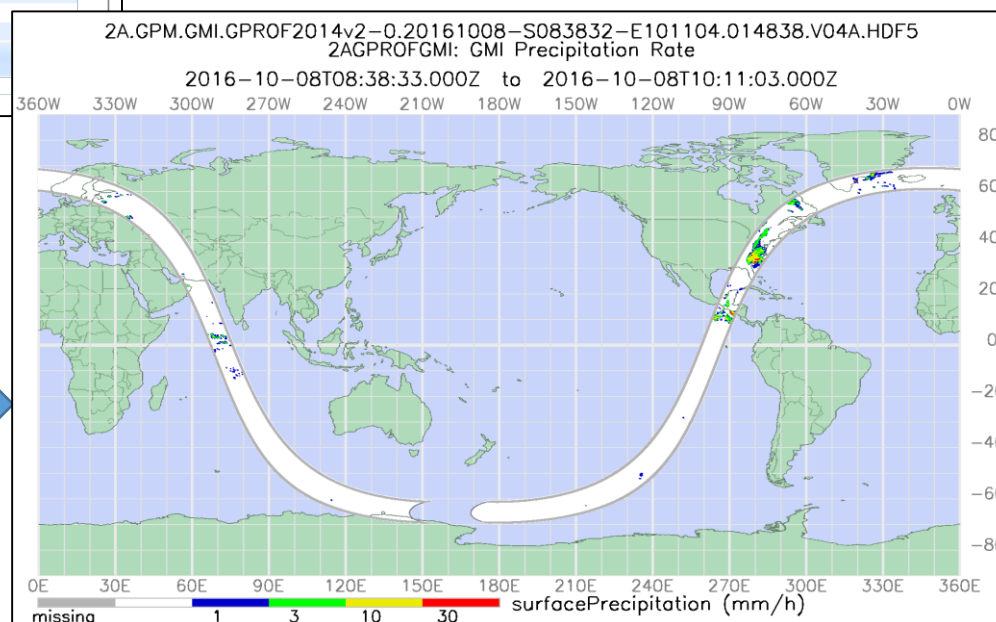 2A.GPM.GMI.GPROF2014v2-0.20161008-S083832-E101104.014838.V04A.HDF5
2AGPROFGMI: GMI Precipitation Rate
2016-10-08T08:38:33.000Z to 2016-10-08T10:11:03.000Z
360W 330W 300W 270W 240W 210W 180W 150W 120W 90W 60W 30W 0W
80
60
40
20
0
-20
-40
-60
-80
0E 30E 60E 90E 120E 150E 180E 210E 240E 270E 300E 330E 360E
missing 1 3 10 30 surfacePrecipitation (mm/h)